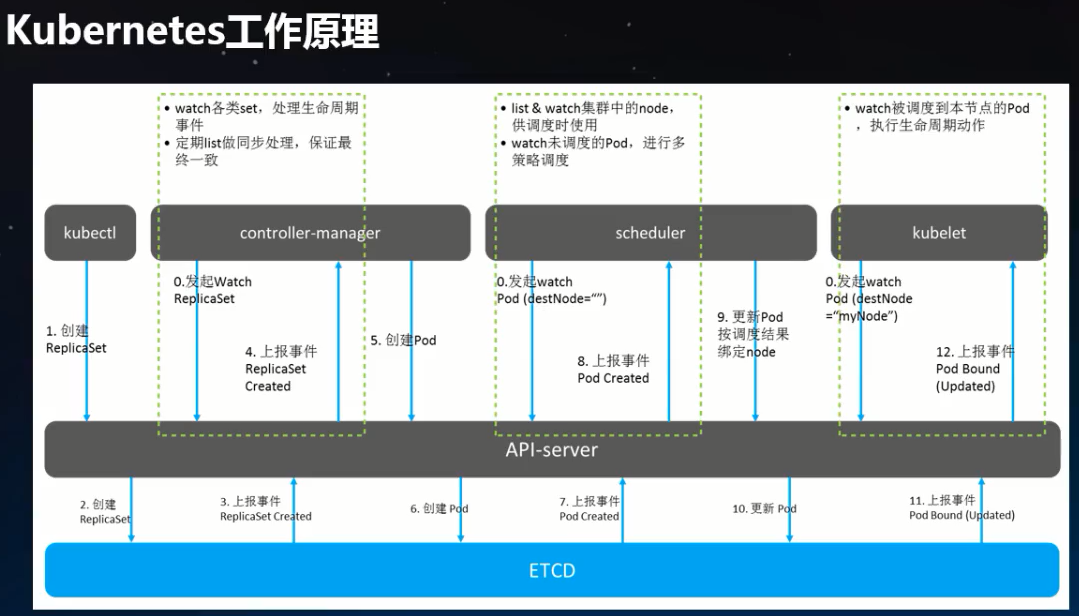 Kubernetes工作原理
• watch各类set，处理生命周期
事件
• 定期list做同步处理，保证最
终一致
• list & watch集群中的node，
供调度时使用
• watch未调度的Pod，进行多
策略调度
• watch被调度到本节点的Pod
，执行生命周期动作
kubectl
controller-manager
scheduler
kubelet
1. 创建
ReplicaSet
0.发起Watch
ReplicaSet
4. 上报事件
ReplicaSet
Created
5. 创建Pod
0.发起watch
Pod (destNode=“”)
8. 上报事件
Pod Created
9. 更新Pod
按调度结果
绑定node
0.发起watch
Pod (destNode
=“myNode”)
12. 上报事件
Pod Bound
(Updated)
API-server
2. 创建
ReplicaSet
3. 上报事件
ReplicaSet Created
6. 创建 Pod
7. 上报事件
Pod Created
10. 更新 Pod
11. 上报事件
Pod Bound (Updated)
ETCD